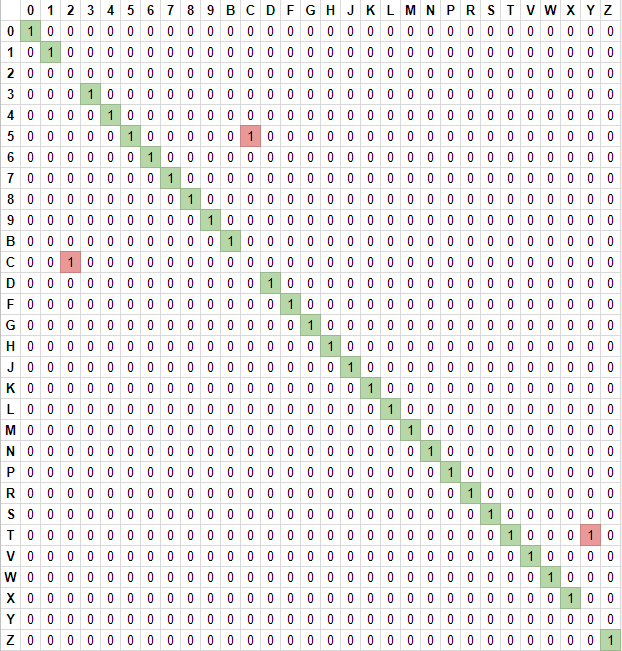 0 1 2 3 4 5 6 7 8 9 B C D F G H J K L M N P R S T V W X Y Z
0 1 0 0 0 0 0 0 0 0 0 0 0 0 0 0 0 0 0 0 0 0 0 0 0 0 0 0 0 0 0
1 0 1 0 0 0 0 0 0 0 0 0 0 0 0 0 0 0 0 0 0 0 0 0 0 0 0 0 0 0 0
2 0 0 0 0 0 0 0 0 0 0 0 0 0 0 0 0 0 0 0 0 0 0 0 0 0 0 0 0 0 0
3 0 0 0 1 0 0 0 0 0 0 0 0 0 0 0 0 0 0 0 0 0 0 0 0 0 0 0 0 0 0
4 0 0 0 0 1 0 0 0 0 0 0 0 0 0 0 0 0 0 0 0 0 0 0 0 0 0 0 0 0 0
5 0 0 0 0 0 1 0 0 0 0 0 1 0 0 0 0 0 0 0 0 0 0 0 0 0 0 0 0 0 0
6 0 0 0 0 0 0 1 0 0 0 0 0 0 0 0 0 0 0 0 0 0 0 0 0 0 0 0 0 0 0
7 0 0 0 0 0 0 0 1 0 0 0 0 0 0 0 0 0 0 0 0 0 0 0 0 0 0 0 0 0 0
8 0 0 0 0 0 0 0 0 1 0 0 0 0 0 0 0 0 0 0 0 0 0 0 0 0 0 0 0 0 0
9 0 0 0 0 0 0 0 0 0 1 0 0 0 0 0 0 0 0 0 0 0 0 0 0 0 0 0 0 0 0
B 0 0 0 0 0 0 0 0 0 0 1 0 0 0 0 0 0 0 0 0 0 0 0 0 0 0 0 0 0 0
C 0 0 1 0 0 0 0 0 0 0 0 0 0 0 0 0 0 0 0 0 0 0 0 0 0 0 0 0 0 0
D 0 0 0 0 0 0 0 0 0 0 0 0 1 0 0 0 0 0 0 0 0 0 0 0 0 0 0 0 0 0
F 0 0 0 0 0 0 0 0 0 0 0 0 0 1 0 0 0 0 0 0 0 0 0 0 0 0 0 0 0 0
G 0 0 0 0 0 0 0 0 0 0 0 0 0 0 1 0 0 0 0 0 0 0 0 0 0 0 0 0 0 0
H 0 0 0 0 0 0 0 0 0 0 0 0 0 0 0 1 0 0 0 0 0 0 0 0 0 0 0 0 0 0
J 0 0 0 0 0 0 0 0 0 0 0 0 0 0 0 0 1 0 0 0 0 0 0 0 0 0 0 0 0 0
K 0 0 0 0 0 0 0 0 0 0 0 0 0 0 0 0 0 1 0 0 0 0 0 0 0 0 0 0 0 0
L 0 0 0 0 0 0 0 0 0 0 0 0 0 0 0 0 0 0 1 0 0 0 0 0 0 0 0 0 0 0
M 0 0 0 0 0 0 0 0 0 0 0 0 0 0 0 0 0 0 0 1 0 0 0 0 0 0 0 0 0 0
N 0 0 0 0 0 0 0 0 0 0 0 0 0 0 0 0 0 0 0 0 1 0 0 0 0 0 0 0 0 0
P 0 0 0 0 0 0 0 0 0 0 0 0 0 0 0 0 0 0 0 0 0 1 0 0 0 0 0 0 0 0
R 0 0 0 0 0 0 0 0 0 0 0 0 0 0 0 0 0 0 0 0 0 0 1 0 0 0 0 0 0 0
S 0 0 0 0 0 0 0 0 0 0 0 0 0 0 0 0 0 0 0 0 0 0 0 1 0 0 0 0 0 0
T 0 0 0 0 0 0 0 0 0 0 0 0 0 0 0 0 0 0 0 0 0 0 0 0 1 0 0 0 1 0
V 0 0 0 0 0 0 0 0 0 0 0 0 0 0 0 0 0 0 0 0 0 0 0 0 0 1 0 0 0 0
W 0 0 0 0 0 0 0 0 0 0 0 0 0 0 0 0 0 0 0 0 0 0 0 0 0 0 1 0 0 0
X 0 0 0 0 0 0 0 0 0 0 0 0 0 0 0 0 0 0 0 0 0 0 0 0 0 0 0 1 0 0
Y 0 0 0 0 0 0 0 0 0 0 0 0 0 0 0 0 0 0 0 0 0 0 0 0 0 0 0 0 0 0
Z 0 0 0 0 0 0 0 0 0 0 0 0 0 0 0 0 0 0 0 0 0 0 0 0 0 0 0 0 0 1